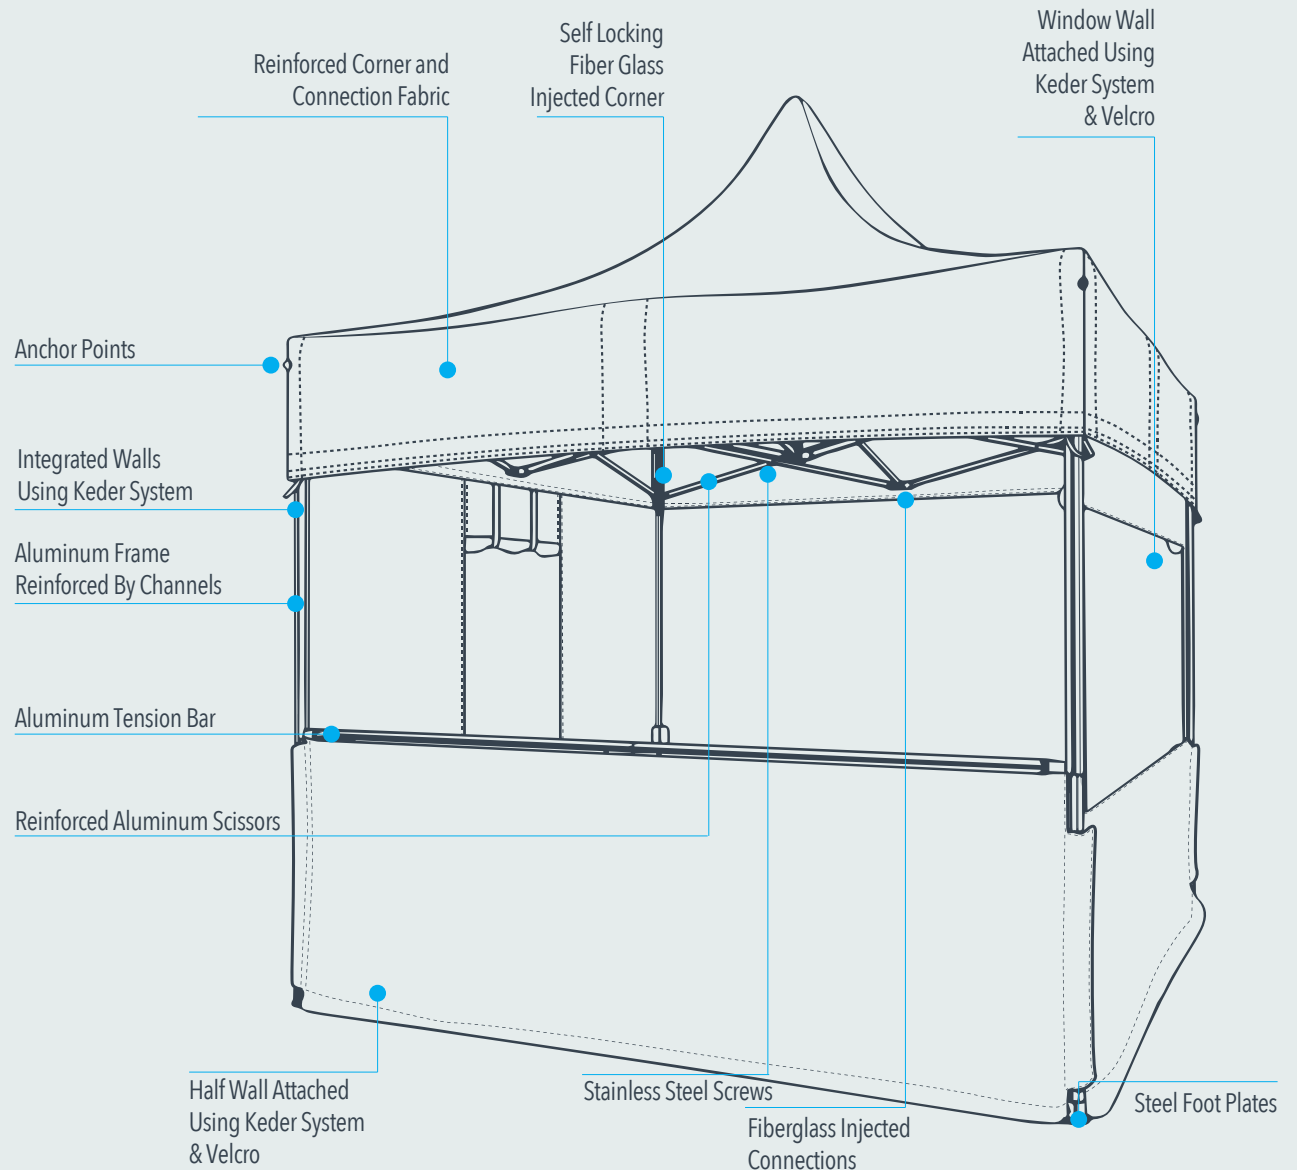 Reinforced Corner and
Connection Fabric
Self Locking
Fiber Glass
Injected Corner
Window Wall
Attached Using
Keder System
& Velcro
Anchor Points
Integrated Walls
Using Keder System
Aluminum Frame
Reinforced By Channels
Aluminum Tension Bar
Reinforced Aluminum Scissors
Half Wall Attached
Using Keder System
& Velcro
Stainless Steel Screws
Fiberglass Injected
Connections
Steel Foot Plates